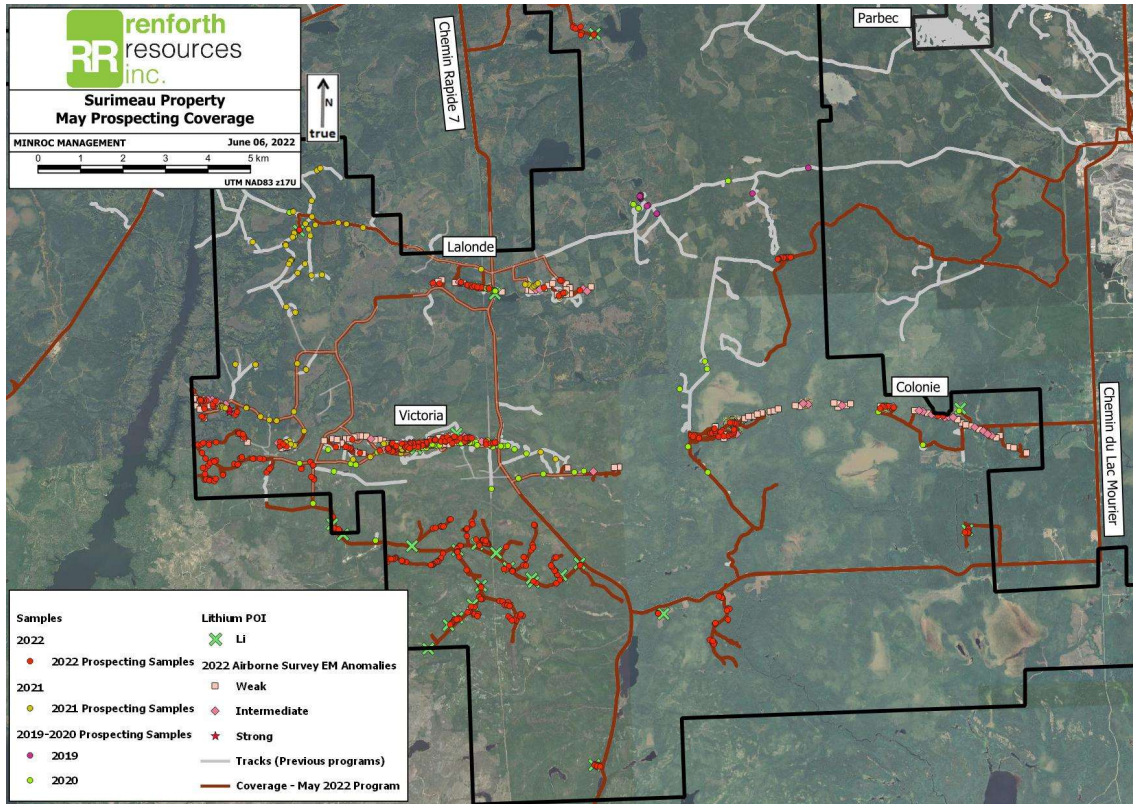 RR
renforth
resources
inc.
Surimeau Property
May Prospecting Coverage
MINROC MANAGEMENT June 06, 2022
0 1 2 3 4 5 km
UTM NAD83 z17U
N
true
Chemin Rapide 7
Parbec
Lalonde
Victoria
Colonie
Chemin du Lac Mourier
Samples
2022
2022 Prospecting Samples
2021
2021 Prospecting Samples
2019-2020 Prospecting Samples
2019
2020
Lithium POI
Li
2022 Airborne Survey EM Anomalies
Weak
Intermediate
Strong
Tracks (Previous programs)
Coverage - May 2022 Program